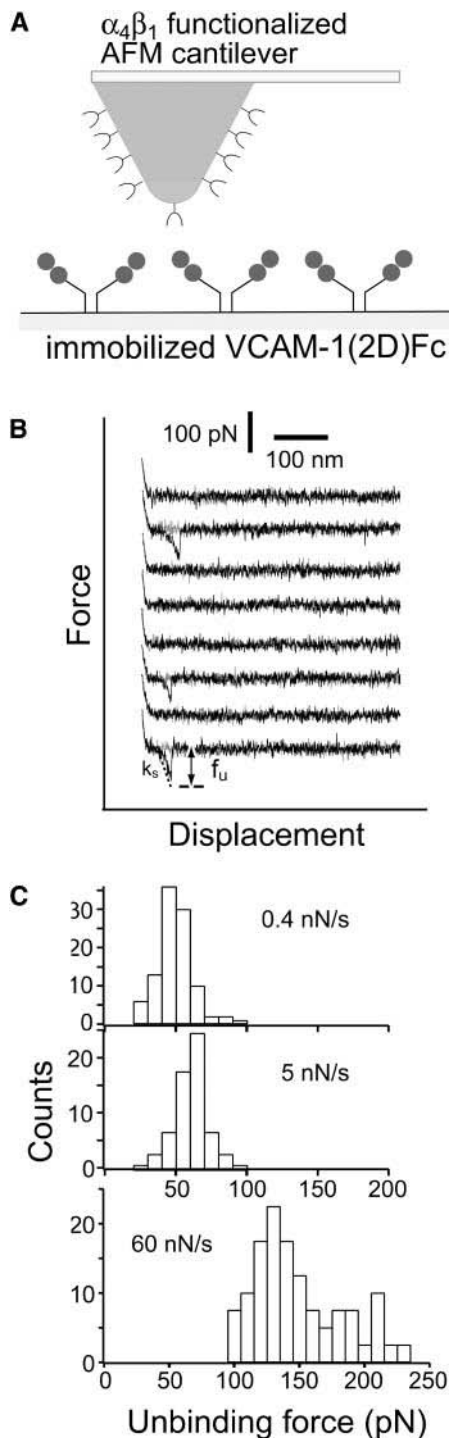 A
α4β1 functionalized
AFM cantilever
immobilized VCAM-1(2D)Fc
B
100 pN
100 nm
Force
ks
fu
Displacement
C
30
20
10
0
0.4 nN/s
20
10
0
5 nN/s
50
100
150
200
Counts
20
10
0
60 nN/s
0
50
100
150
200
250
Unbinding force (pN)